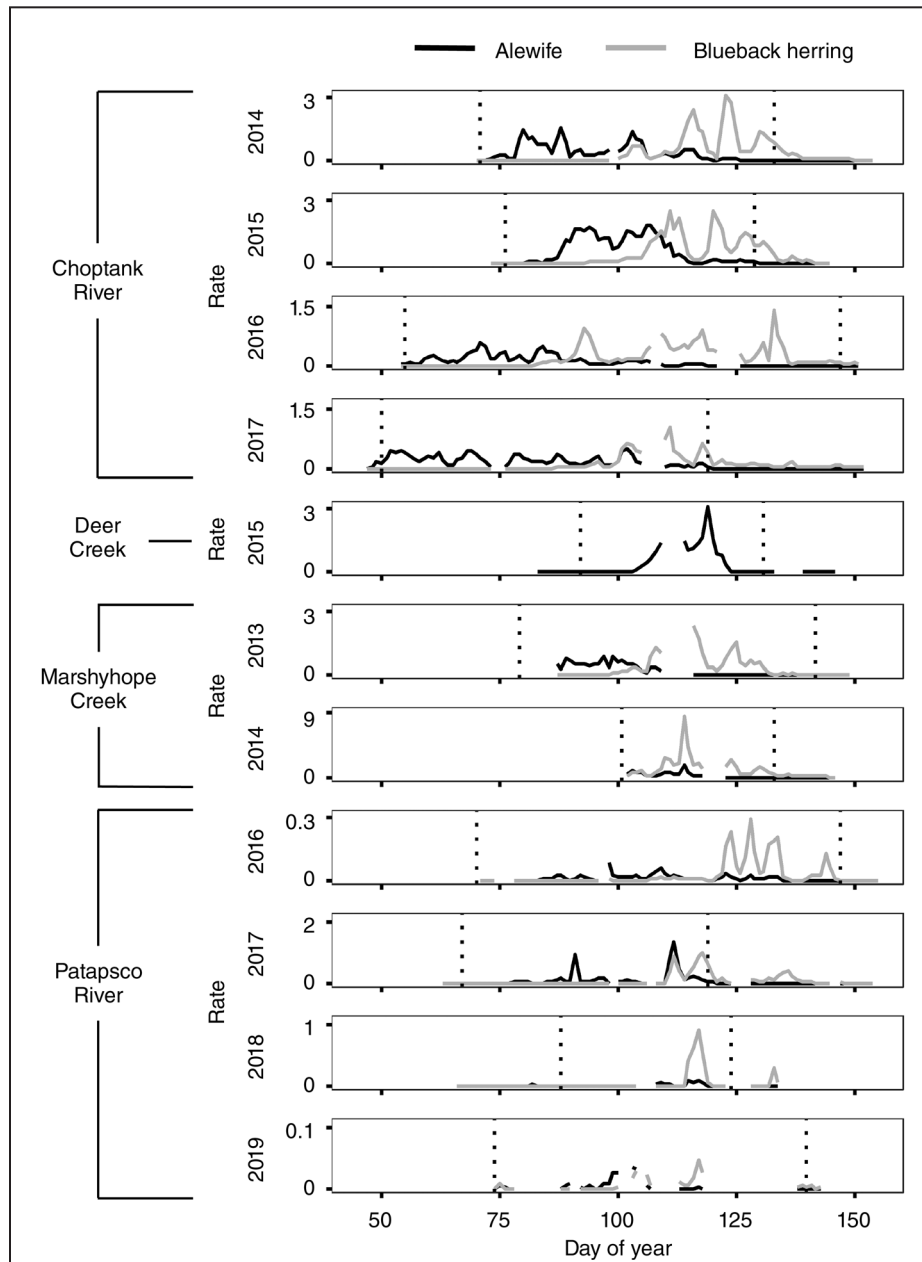 Alewife Blueback herring
Choptank
River
Rate
2014
3
0
2015
3
0
2016
1.5
0
2017
1.5
0
Deer
Creek
Rate
2015
3
0
Marshyhope
Creek
Rate
2013
3
0
2014
9
0
Patapsco
River
Rate
2016
0.3
0
2017
2
0
2018
1
0
2019
0.1
0
50 75 100 125 150
Day of year